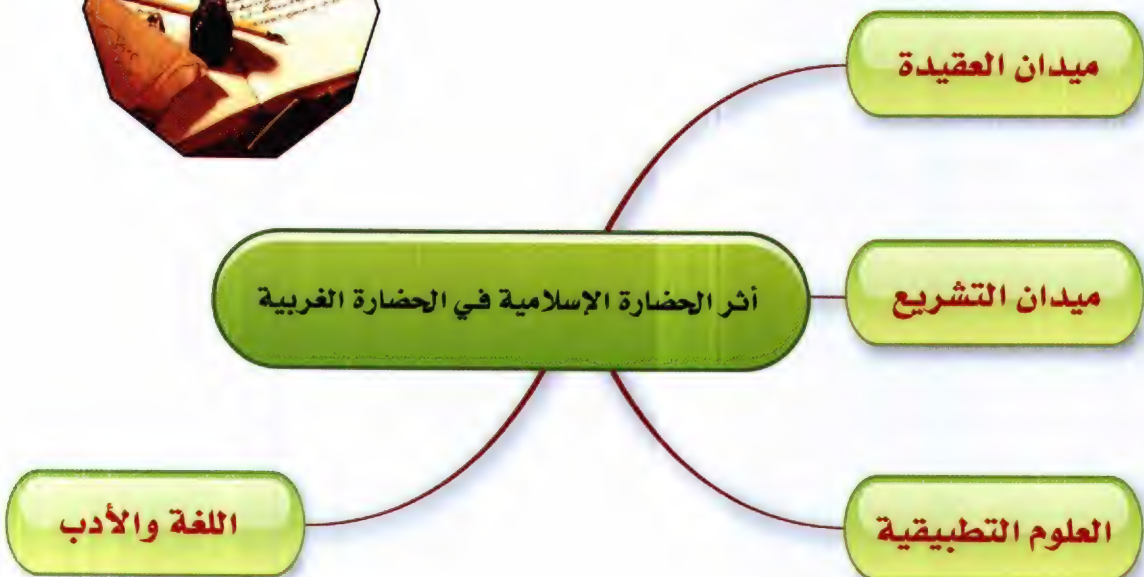 ميدان العقيدة
أثر الحضارة الإسلامية في الحضارة الغربية
ميدان التشريع
العلوم التطبيقية
اللغة والأدب